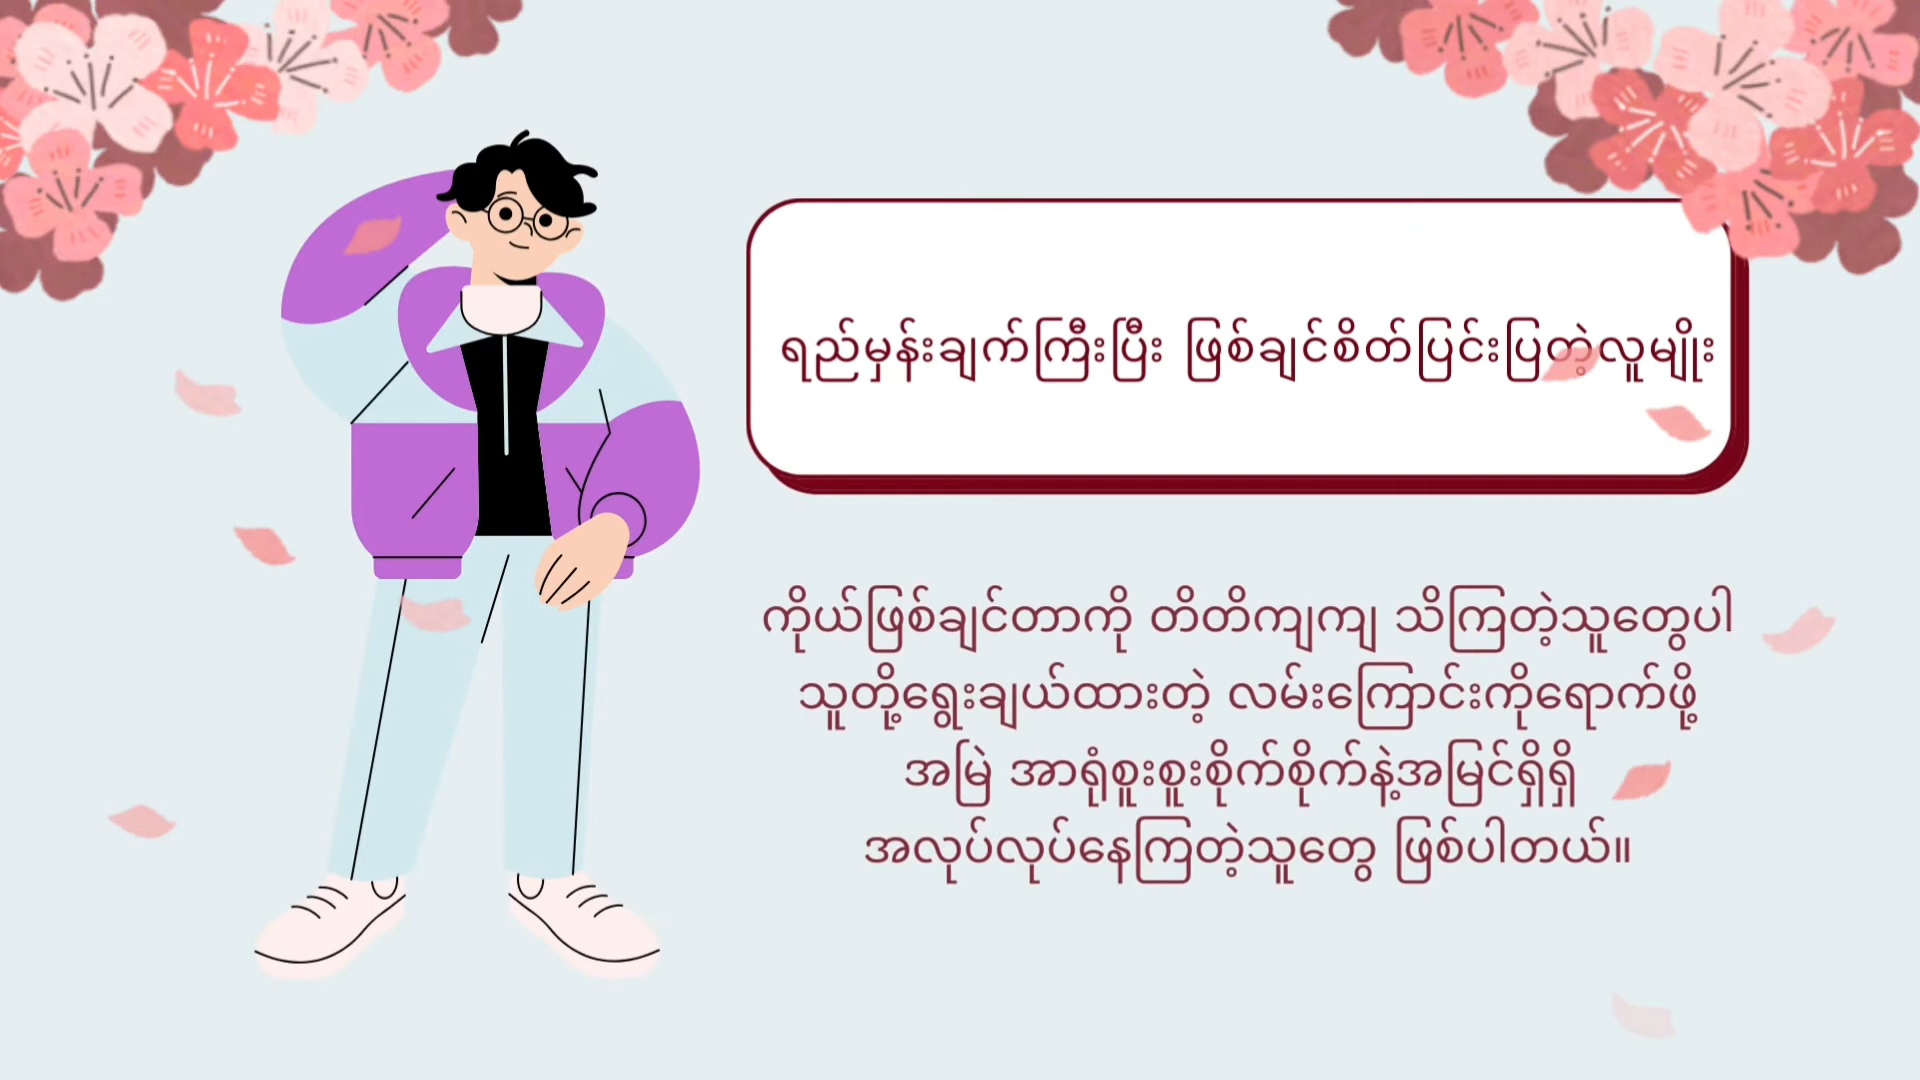 ရည်မှန်းချက်ကြီးပြီး ဖြစ်ချင်စိတ်ပြင်းပြတဲ့လူမျိုး
ကိုယ်ဖြစ်ချင်တာကို တိတိကျကျ သိကြတဲ့သူတွေပါ
သူတို့ရွေးချယ်ထားတဲ့ လမ်းကြောင်းကိုရောက်ဖို့
အမြဲ အာရုံစူးစူးစိုက်စိုက်နဲ့အမြင်ရှိရှိ
အလုပ်လုပ်နေကြတဲ့သူတွေ ဖြစ်ပါတယ်။